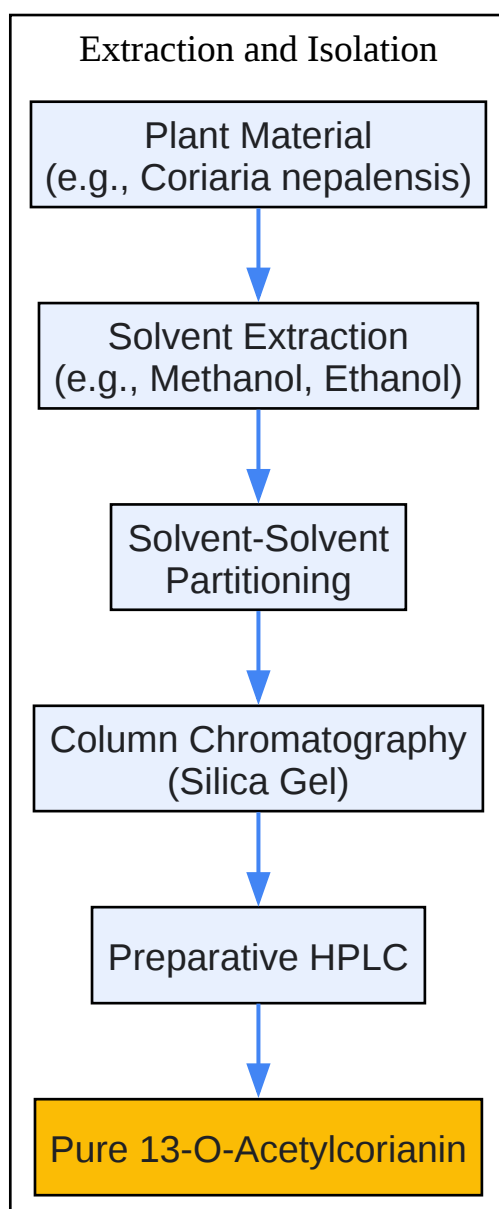 Extraction and Isolation
Plant Material
(e.g., Coriaria nepalensis)
Solvent Extraction
(e.g., Methanol, Ethanol)
Solvent-Solvent
Partitioning
Column Chromatography
(Silica Gel)
Preparative HPLC
Pure 13-O-Acetylcorianin